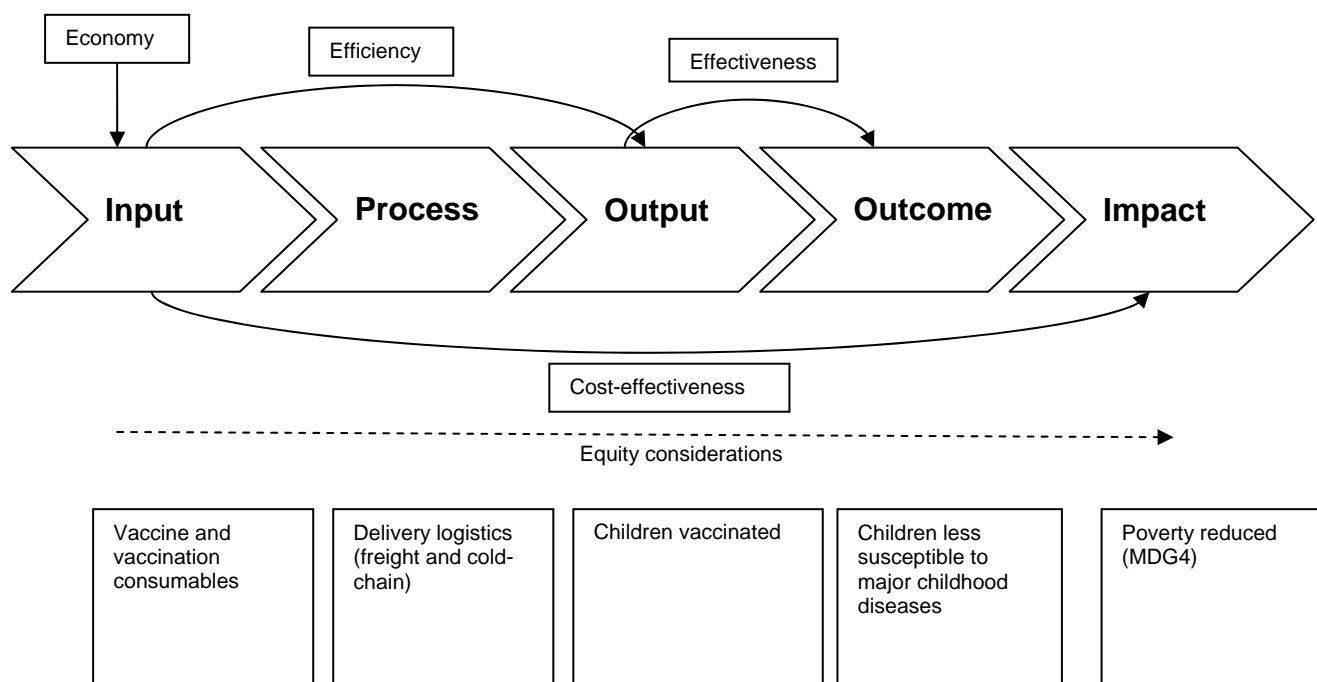 Economy
Efficiency
Effectiveness
Input
Process
Output
Outcome
Impact
Cost-effectiveness
Equity considerations
Vaccine and
vaccination
consumables
Delivery logistics
(freight and cold-
chain)
Children vaccinated
Children less
susceptible to
major childhood
diseases
Poverty reduced
(MDG4)